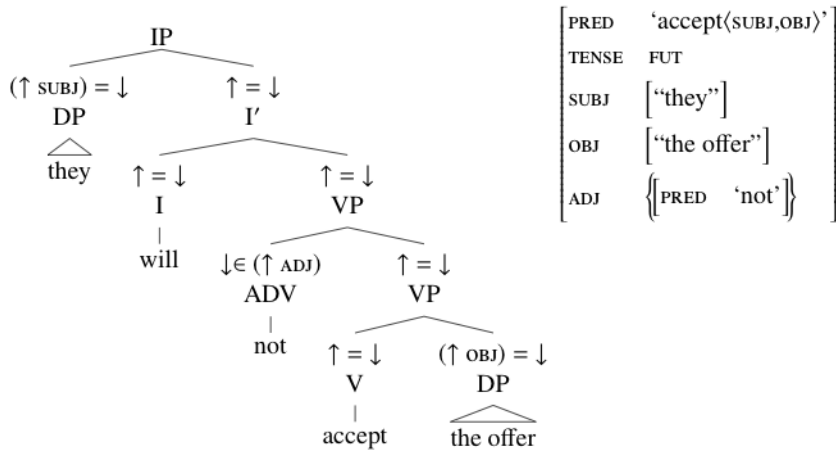 IP
(↑ SUBJ) = ↓ ↑ = ↓
DP I′
they
↑ = ↓ ↑ = ↓
I VP
will
↓∈ (↑ ADJ) ↑ = ↓
ADV VP
not
↑ = ↓ (↑ OBJ) = ↓
V DP
accept the offer
PRED ‘accept⟨SUBJ,OBJ⟩’
TENSE FUT
SUBJ [“they”]
OBJ [“the offer”]
ADJ {[PRED ‘not’]}